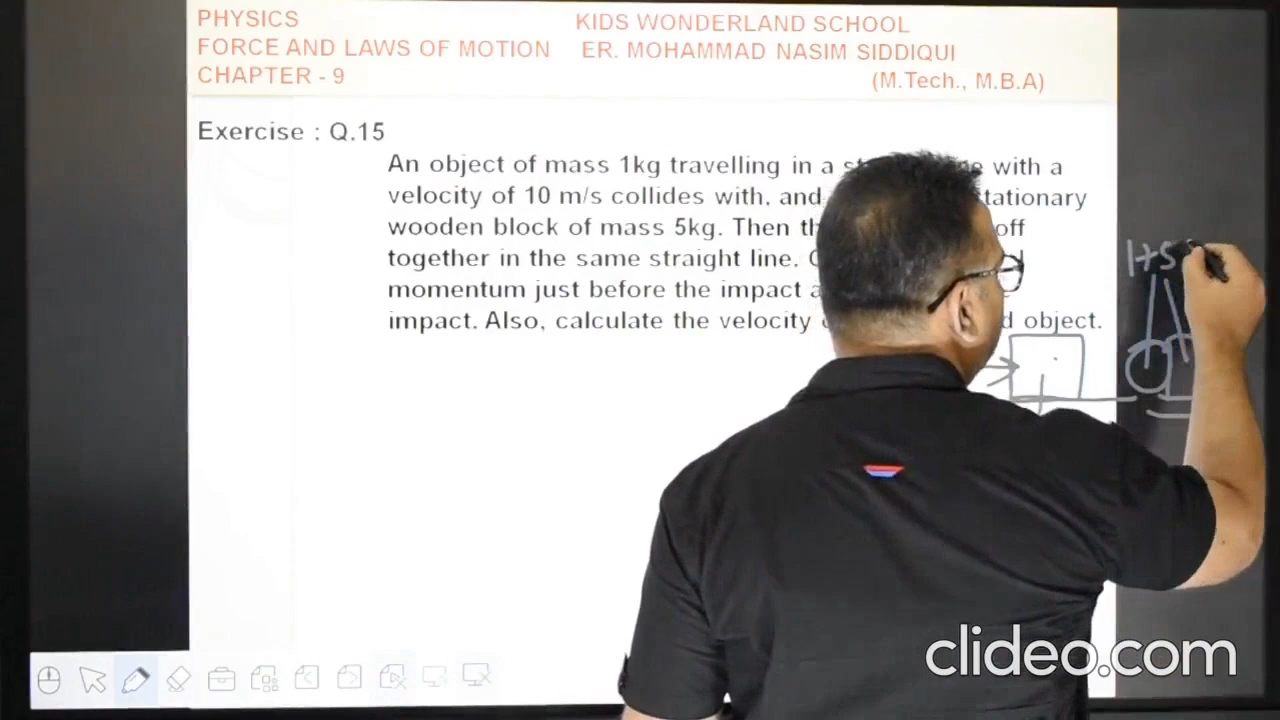 PHYSICS KIDS WONDERLAND SCHOOL
FORCE AND LAWS OF MOTION ER. MOHAMMAD NASIM SIDDIQUI
CHAPTER - 9 (M.Tech., M.B.A)
Exercise : Q.15
An object of mass 1kg travelling in a with a
velocity of 10 m/s collides with, and
wooden block of mass 5kg. Then off
together in the same straight line.
momentum just before the impact
impact. Also, calculate the velocity object.
1+5
clideo.com